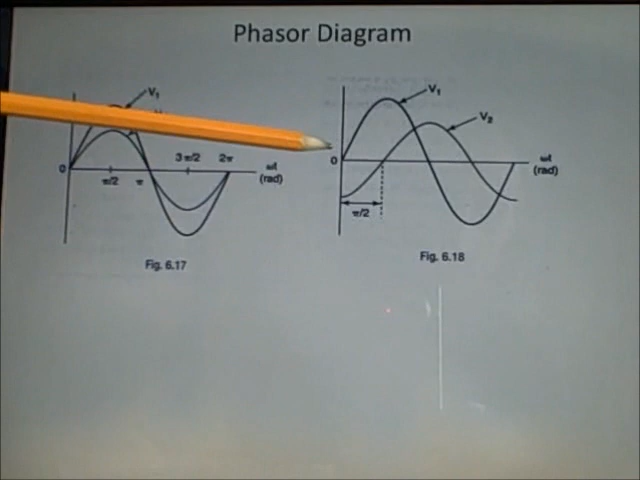 Phasor Diagram
V₁
0
π/2
π
3π/2
2π
ωt
(rad)
Fig. 6.17
V₁
V₂
0
ωt
(rad)
π/2
Fig. 6.18